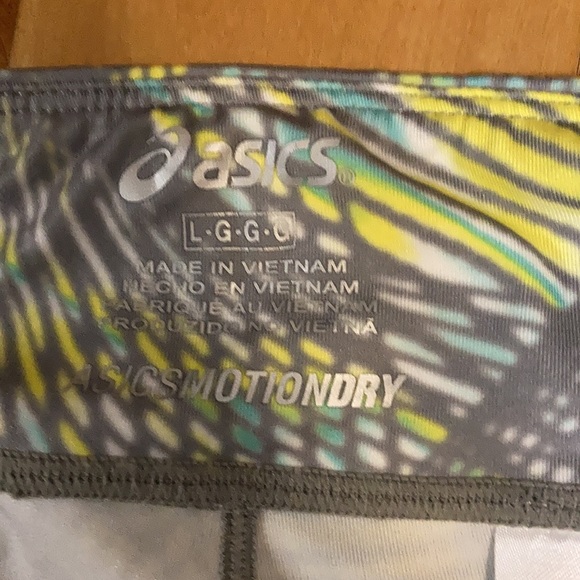 asics®
L·G·G·G
MADE IN VIETNAM
HECHO EN VIETNAM
FABRIQUÉ AU VIETNAM
PRODUZIDO NO VIETNÃ
ASICSMOTIONDRY